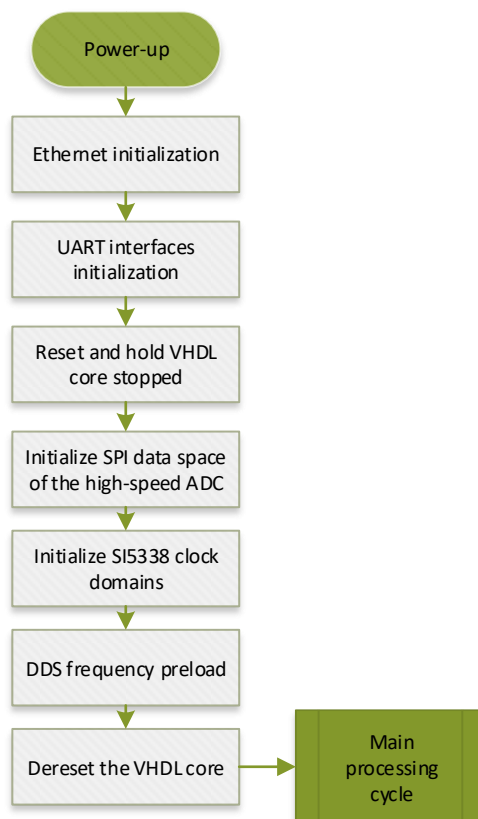 Power-up
Ethernet initialization
UART interfaces
initialization
Reset and hold VHDL
core stopped
Initialize SPI data space
of the high-speed ADC
Initialize SI5338 clock
domains
DDS frequency preload
Dereset the VHDL core
Main
processing
cycle